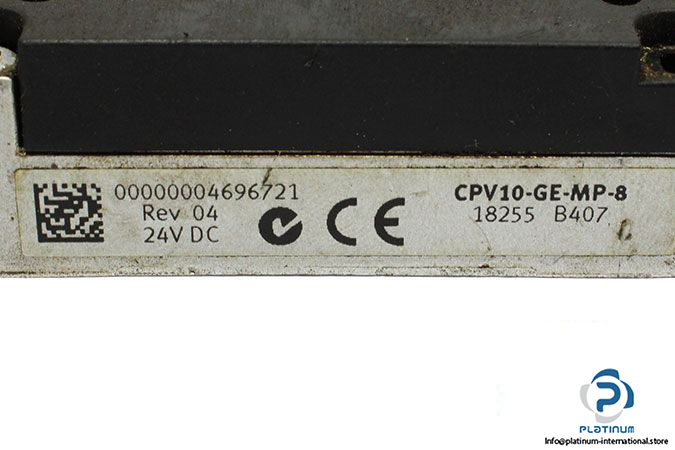 00000004696721
Rev 04
24V DC
CE
CPV10-GE-MP-8
18255 B407
PLATINUM
Info@platinum-international.store